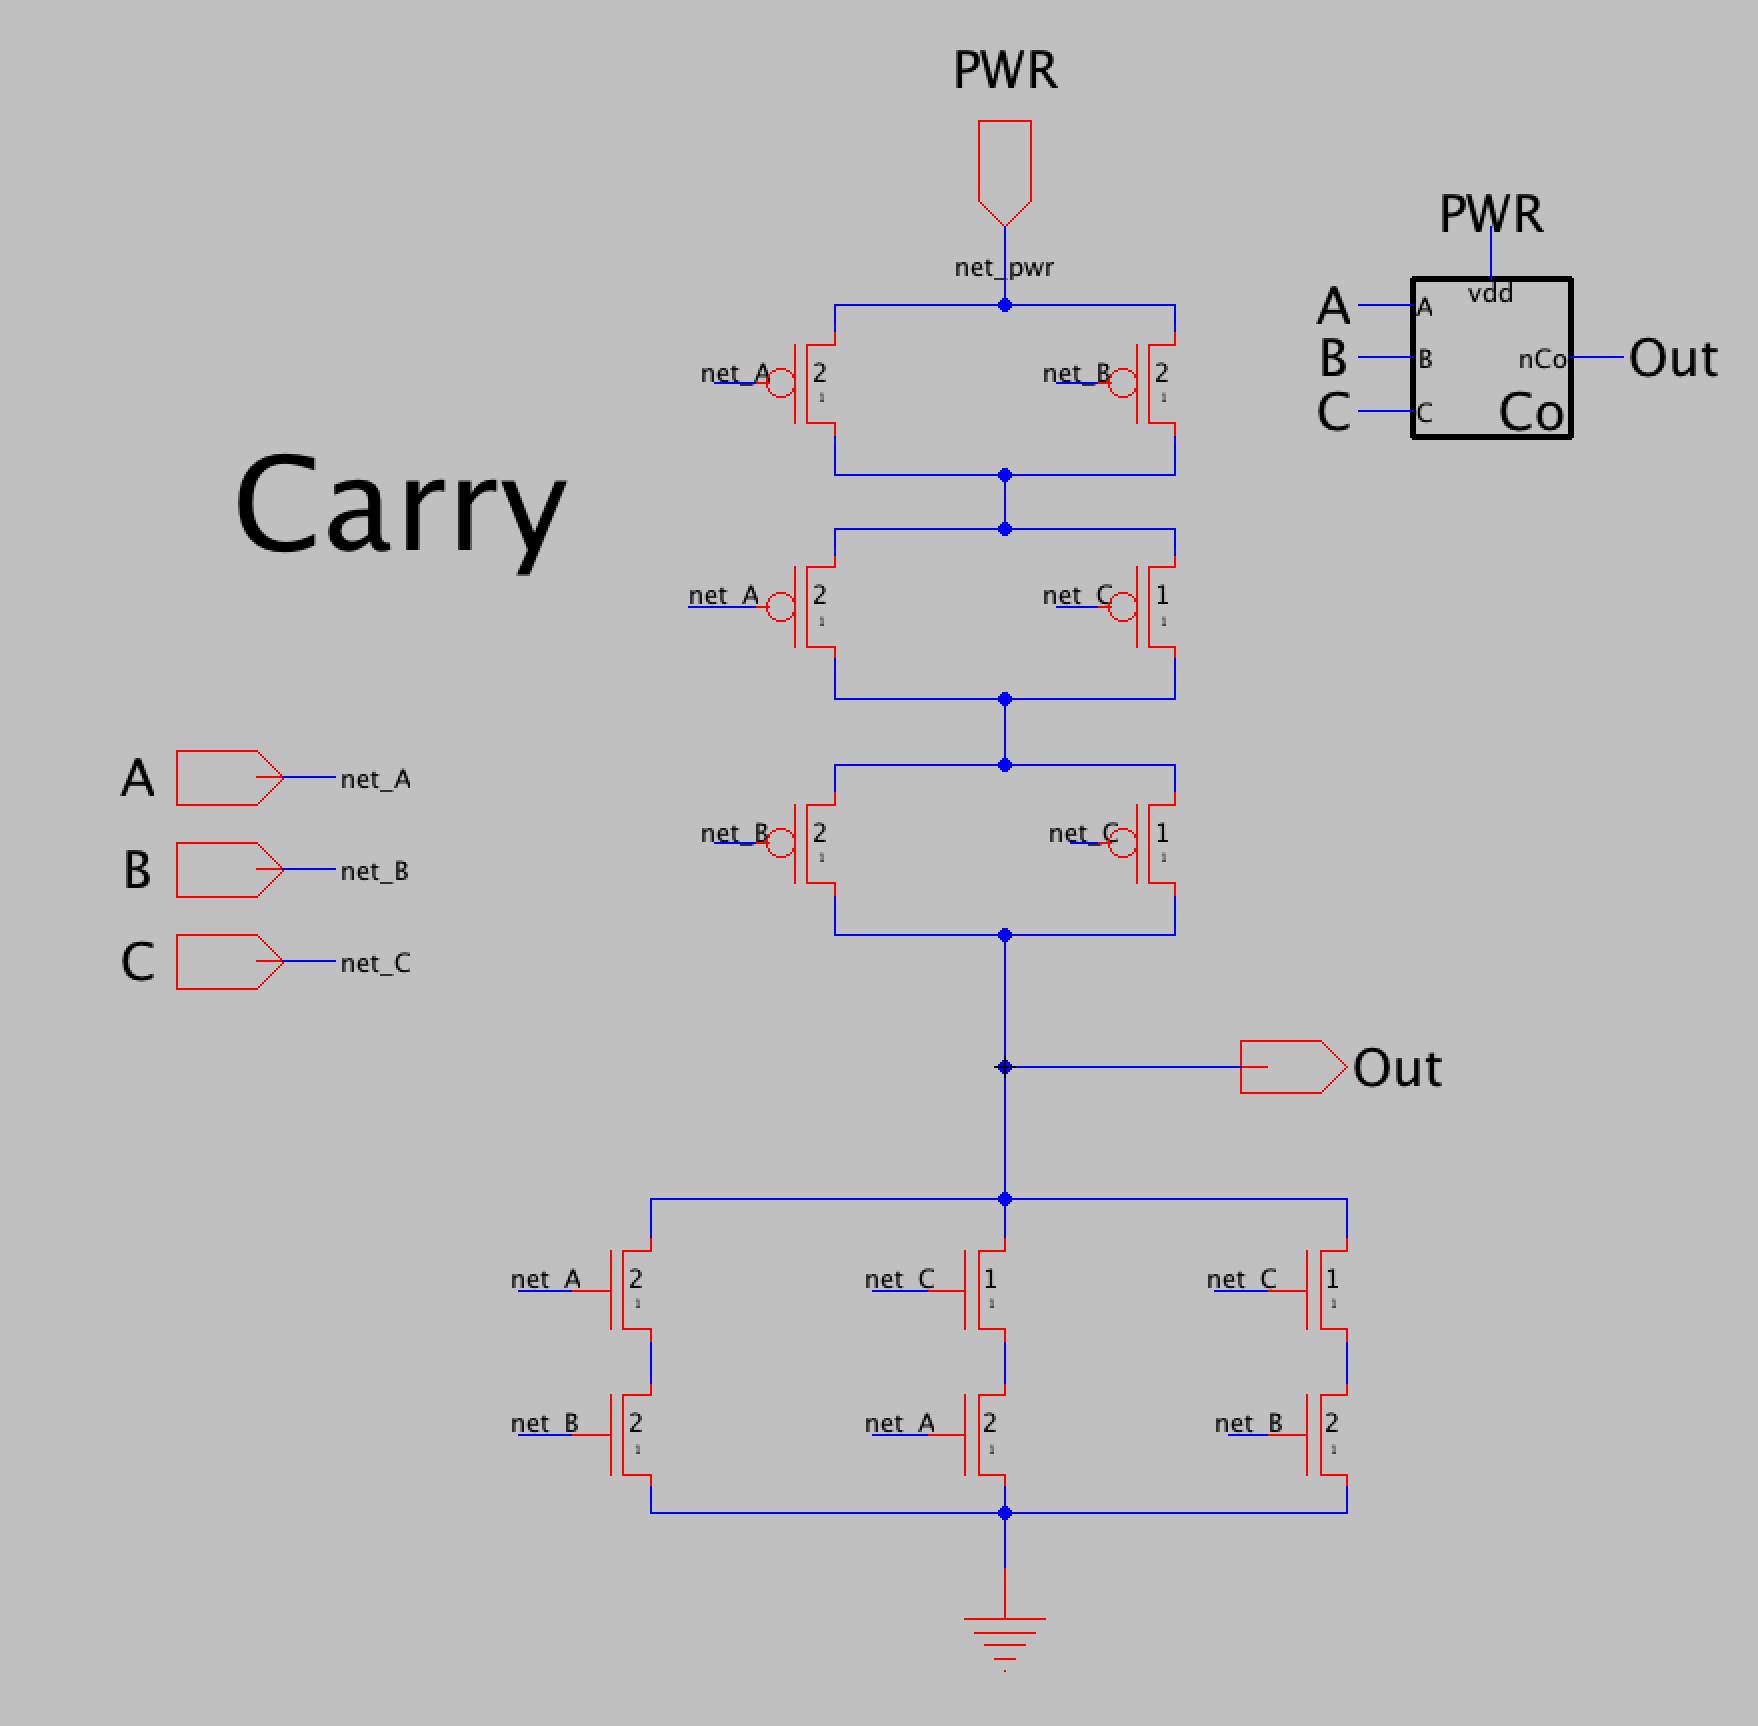 PWR
net_pwr
PWR
vdd
A A
B B nCo Out
C C Co
net_A 2 1
net_B 2 1
Carry
net_A 2 1
net_C 1 1
A net_A
B net_B
C net_C
net_B 2 1
net_C 1 1
Out
net_A 2 1
net_C 1 1
net_C 1 1
net_B 2 1
net_A 2 1
net_B 2 1